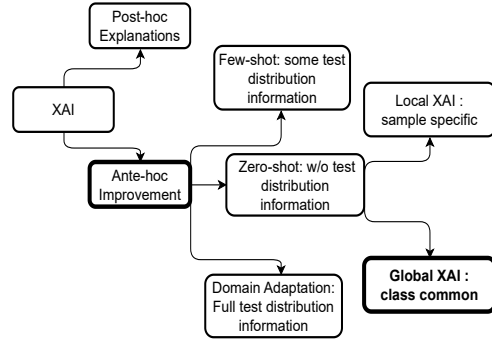 Post-hoc
Explanations
XAI
Ante-hoc
Improvement
Few-shot: some test
distribution
information
Zero-shot: w/o test
distribution
information
Domain Adaptation:
Full test distribution
information
Local XAI :
sample specific
Global XAI :
class common